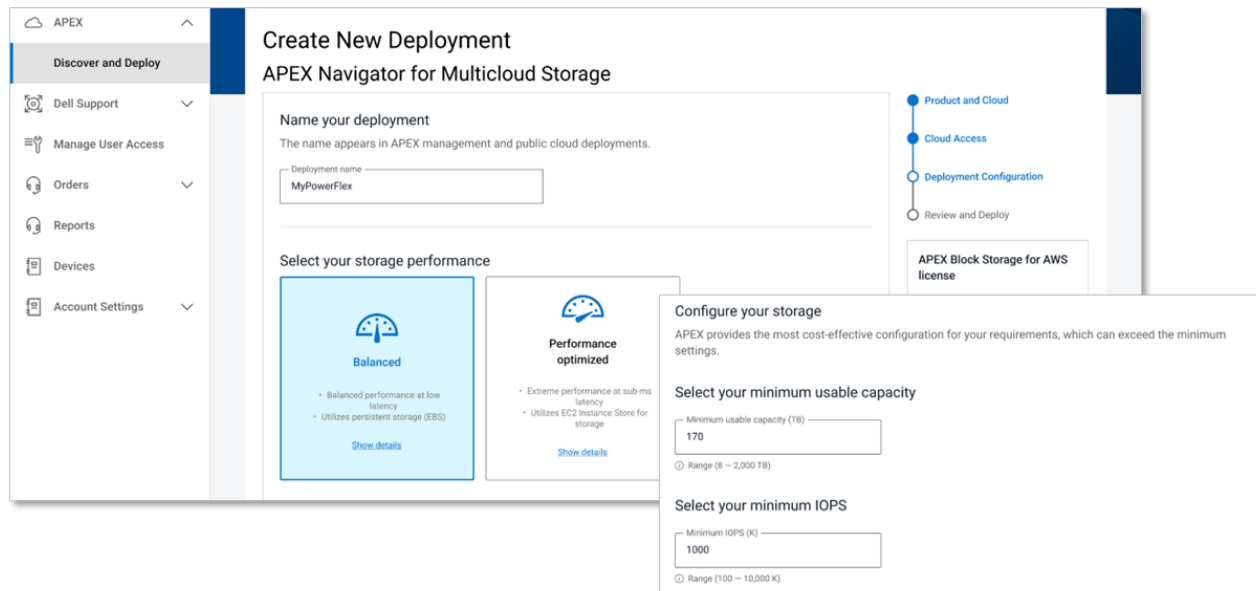 APEX
Discover and Deploy
Dell Support
Manage User Access
Orders
Reports
Devices
Account Settings
Create New Deployment
APEX Navigator for Multicloud Storage
Name your deployment
The name appears in APEX management and public cloud deployments.
Deployment name
MyPowerFlex
Select your storage performance
Balanced
• Balanced performance at low
latency
• Utilizes persistent storage (EBS)
Show details
Performance
optimized
• Extreme performance at sub-ms
latency
• Utilizes EC2 Instance Store for
storage
Show details
Product and Cloud
Cloud Access
Deployment Configuration
Review and Deploy
APEX Block Storage for AWS
license
Configure your storage
APEX provides the most cost-effective configuration for your requirements, which can exceed the minimum
settings.
Select your minimum usable capacity
Minimum usable capacity (TB)
170
Range (8 – 2,000 TB)
Select your minimum IOPS
Minimum IOPS (K)
1000
Range (100 – 10,000 K)